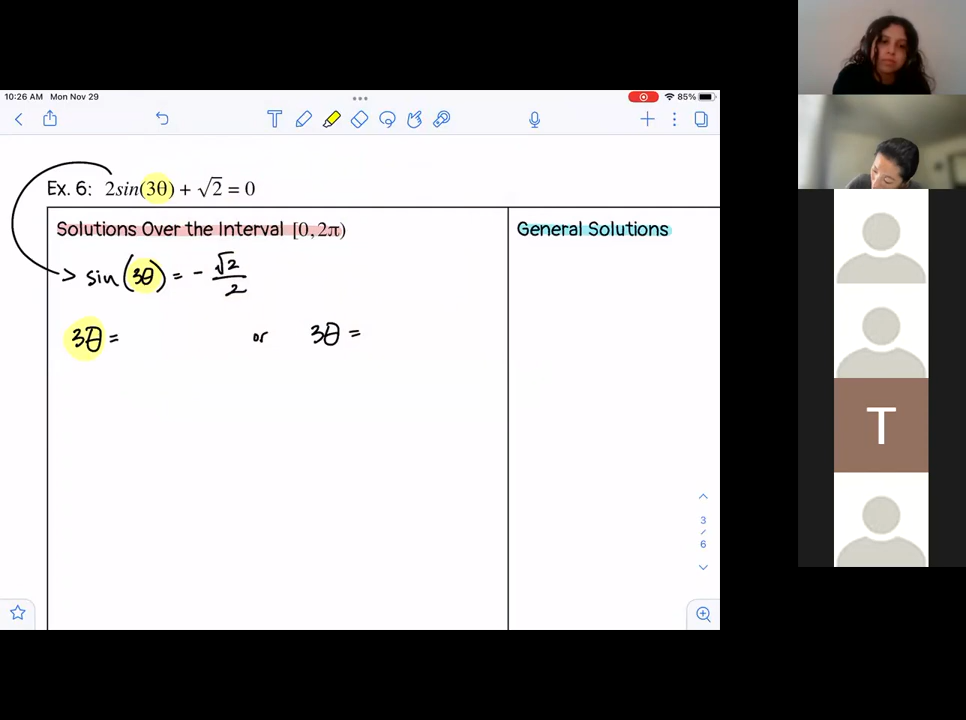 10:26 AM Mon Nov 29
85%
T
Ex. 6: 2sin(3θ) + √2 = 0
Solutions Over the Interval [0, 2π)
General Solutions
> sin(3θ) = - √2/2
3θ = or 3θ =
3
/
6
T